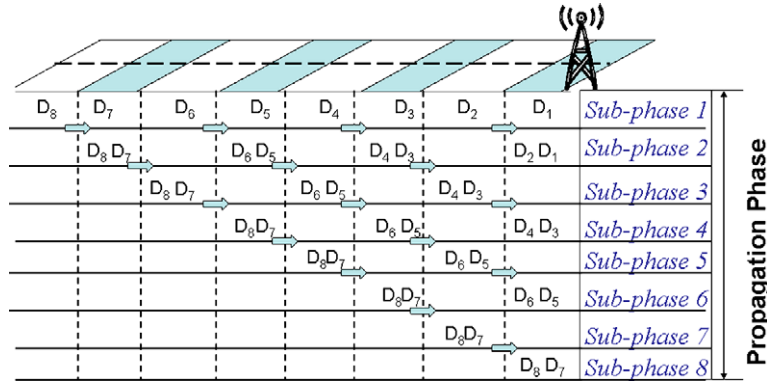 D8 D7 D6 D5 D4 D3 D2 D1 Sub-phase 1
D8 D7 D6 D5 D4 D3 D2 D1 Sub-phase 2
D8 D7 D6 D5 D4 D3 Sub-phase 3
D8D7 D6 D5 D4 D3 Sub-phase 4
D8D7 D6 D5 Sub-phase 5
D8D7 D6 D5 Sub-phase 6
D8D7 Sub-phase 7
D8 D7 Sub-phase 8
Propagation Phase